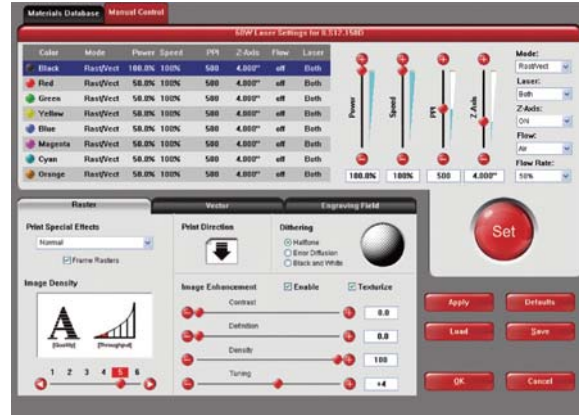 Materials Database Manual Control
60W Laser Settings for ILS12.150D
Color Mode Power Speed PPI Z-Axis Flow Laser
Black Rast/Vect 100.0% 100% 500 4.000" off Both
Red Rast/Vect 50.0% 100% 500 4.000" off Both
Green Rast/Vect 50.0% 100% 500 4.000" off Both
Yellow Rast/Vect 50.0% 100% 500 4.000" off Both
Blue Rast/Vect 50.0% 100% 500 4.000" off Both
Magenta Rast/Vect 50.0% 100% 500 4.000" off Both
Cyan Rast/Vect 50.0% 100% 500 4.000" off Both
Orange Rast/Vect 50.0% 100% 500 4.000" off Both
Power
Speed
PPI
Z-Axis
100.0% 100% 500 4.000"
Mode:
Rast/Vect
Laser:
Both
Z-Axis:
ON
Flow:
Air
Flow Rate:
50%
Set
Raster Vector Engraving Field
Print Special Effects
Normal
Frame Rasters
Print Direction
Dithering
Halftone
Error Diffusion
Black and White
Image Density
A
(Quality) (Throughput)
1 2 3 4 5 6
Image Enhancement Enable Texturize
Contrast
0.0
Definition
0.0
Density
100
Tuning
+4
Apply Defaults
Load Save
OK Cancel